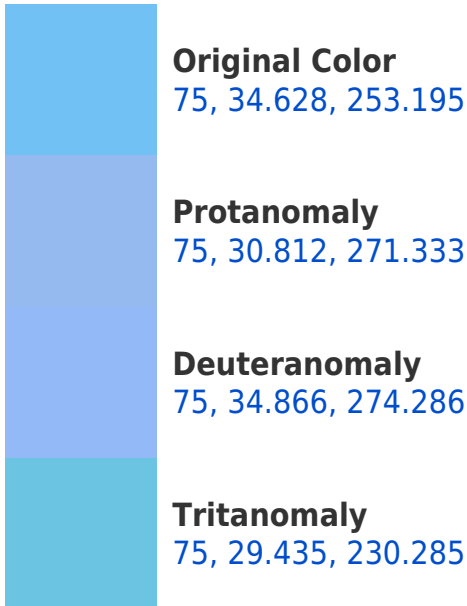 Original Color
75, 34.628, 253.195
Protanomaly
75, 30.812, 271.333
Deuteranomaly
75, 34.866, 274.286
Tritanomaly
75, 29.435, 230.285